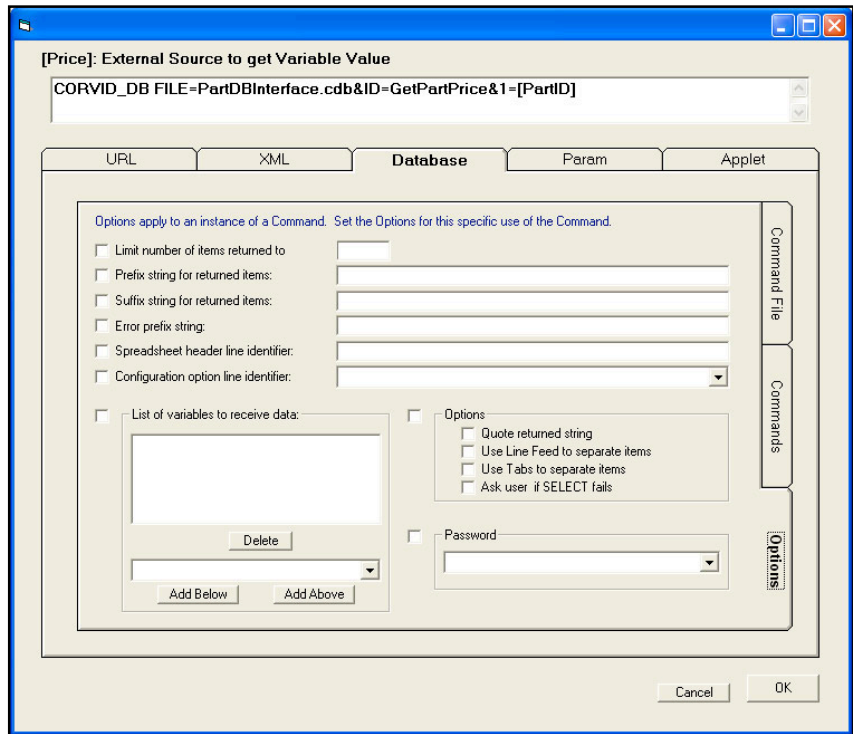 [Price]: External Source to get Variable Value
CORVID_DB FILE=PartDBInterface.cdb&ID=GetPartPrice&1=[PartID]
URL
XML
Database
Param
Applet
Options apply to an instance of a Command.  Set the Options for this specific use of the Command.
Limit number of items returned to
Prefix string for returned items:
Suffix string for returned items:
Error prefix string:
Spreadsheet header line identifier:
Configuration option line identifier:
List of variables to receive data:
Delete
Add Below
Add Above
Options
Quote returned string
Use Line Feed to separate items
Use Tabs to separate items
Ask user  if SELECT fails
Password
Command File
Commands
Options
Cancel
OK